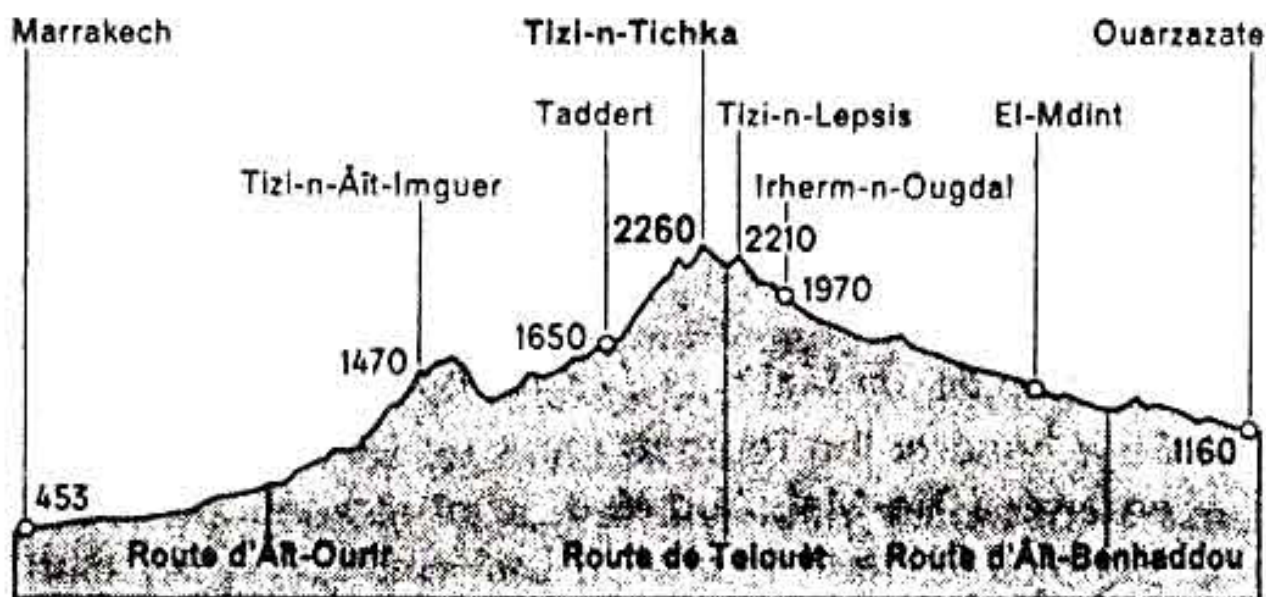 Marrakech Tizi-n-Tichka Ouarzazate
Taddert Tizi-n-Lepsis El-Mdint
Tizi-n-Aït-Imguer Irherm-n-Ougdal
2260 2210
1970
1650
1470
1160
453
Route d'Aït-Ourir Route de Telouèt Route d'Aït-Benhaddou